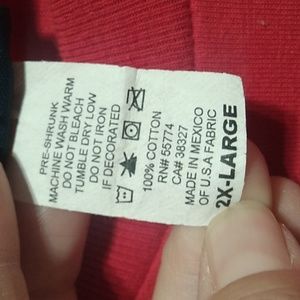 PRE-SHRUNK
MACHINE WASH WARM
DO NOT BLEACH
TUMBLE DRY LOW
DO NOT IRON
IF DECORATED
100% COTTON
RN# 55774
CA# 38327
MADE IN MEXICO
OF U.S.A FABRIC
2X-LARGE